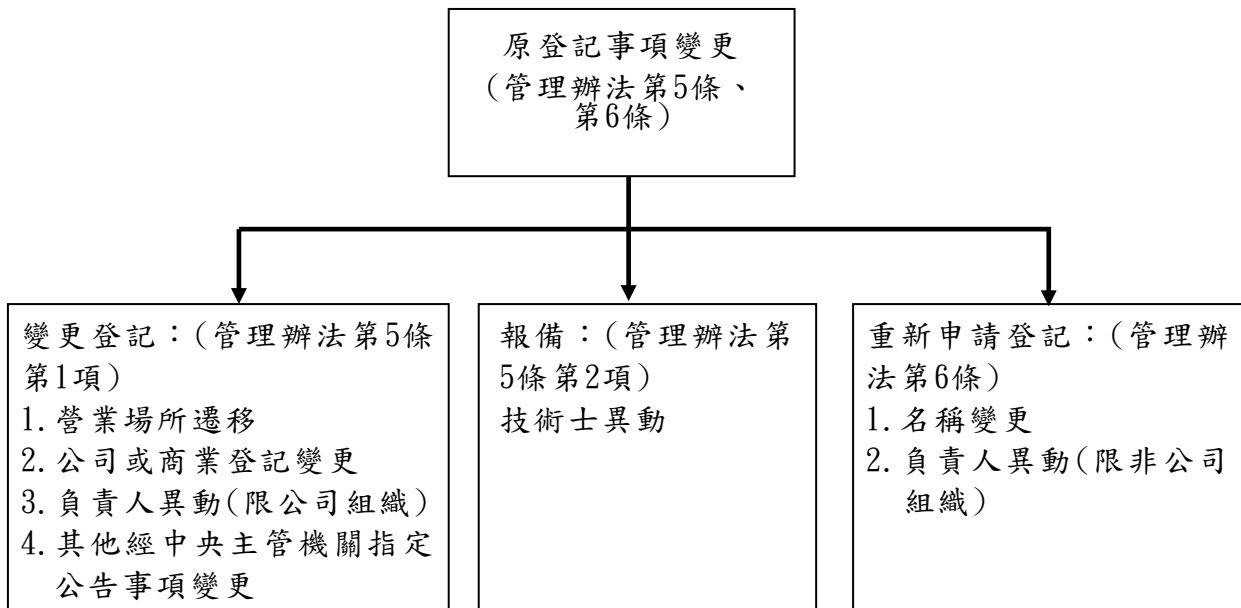 原登記事項變更
(管理辦法第5條、
第6條)
變更登記：(管理辦法第5條
第1項)
1.營業場所遷移
2.公司或商業登記變更
3.負責人異動(限公司組織)
4.其他經中央主管機關指定
公告事項變更
報備：(管理辦法第
5條第2項)
技術士異動
重新申請登記：(管理辦
法第6條)
1.名稱變更
2.負責人異動(限非公司
組織)